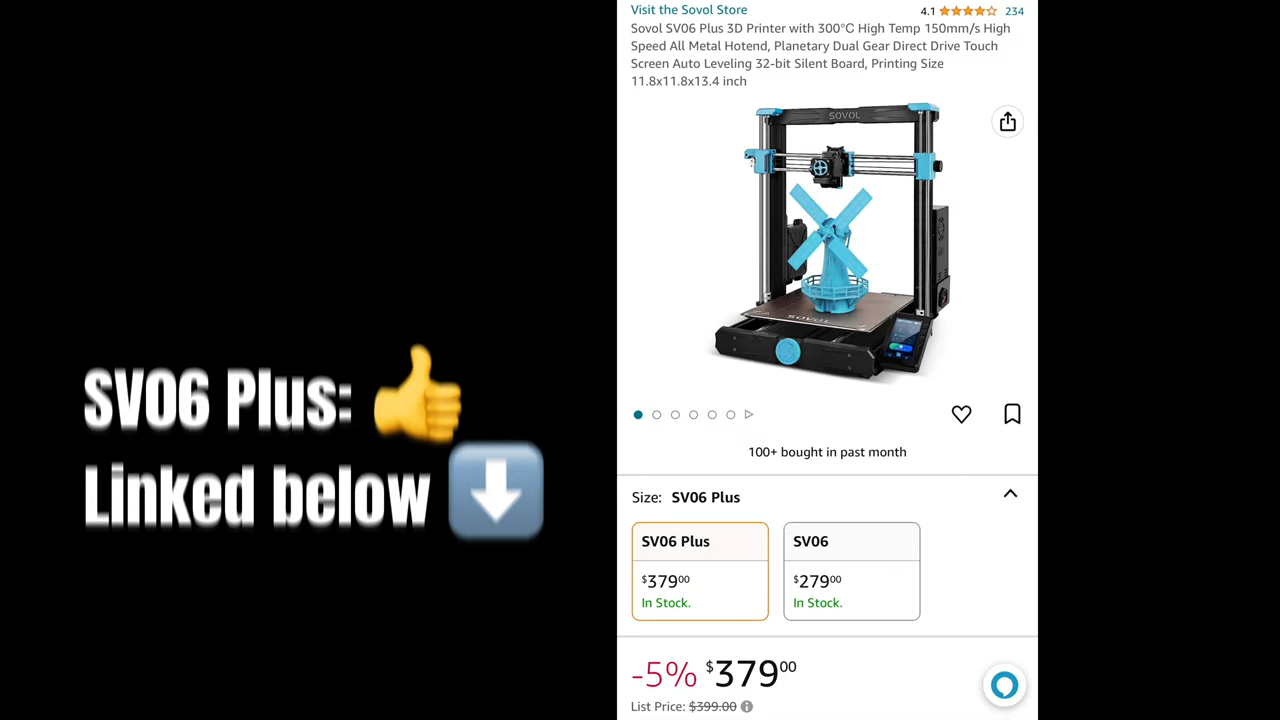 Visit the Sovol Store
4.1 234
Sovol SV06 Plus 3D Printer with 300℃ High Temp 150mm/s High
Speed All Metal Hotend, Planetary Dual Gear Direct Drive Touch
Screen Auto Leveling 32-bit Silent Board, Printing Size
11.8x11.8x13.4 inch
SOVOL
SOVOL
SV06 Plus: 👍
Linked below ⬇️
100+ bought in past month
Size: SV06 Plus
SV06 Plus
$37900
In Stock.
SV06
$27900
In Stock.
-5% $37900
List Price: $399.00